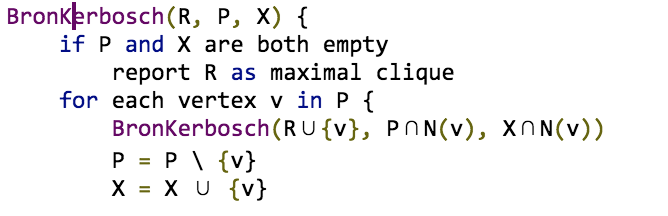 BronKerbosch(R, P, X) {
    if P and X are both empty
        report R as maximal clique
    for each vertex v in P {
        BronKerbosch(R∪{v}, P∩N(v), X∩N(v))
        P = P \ {v}
        X = X ∪ {v}